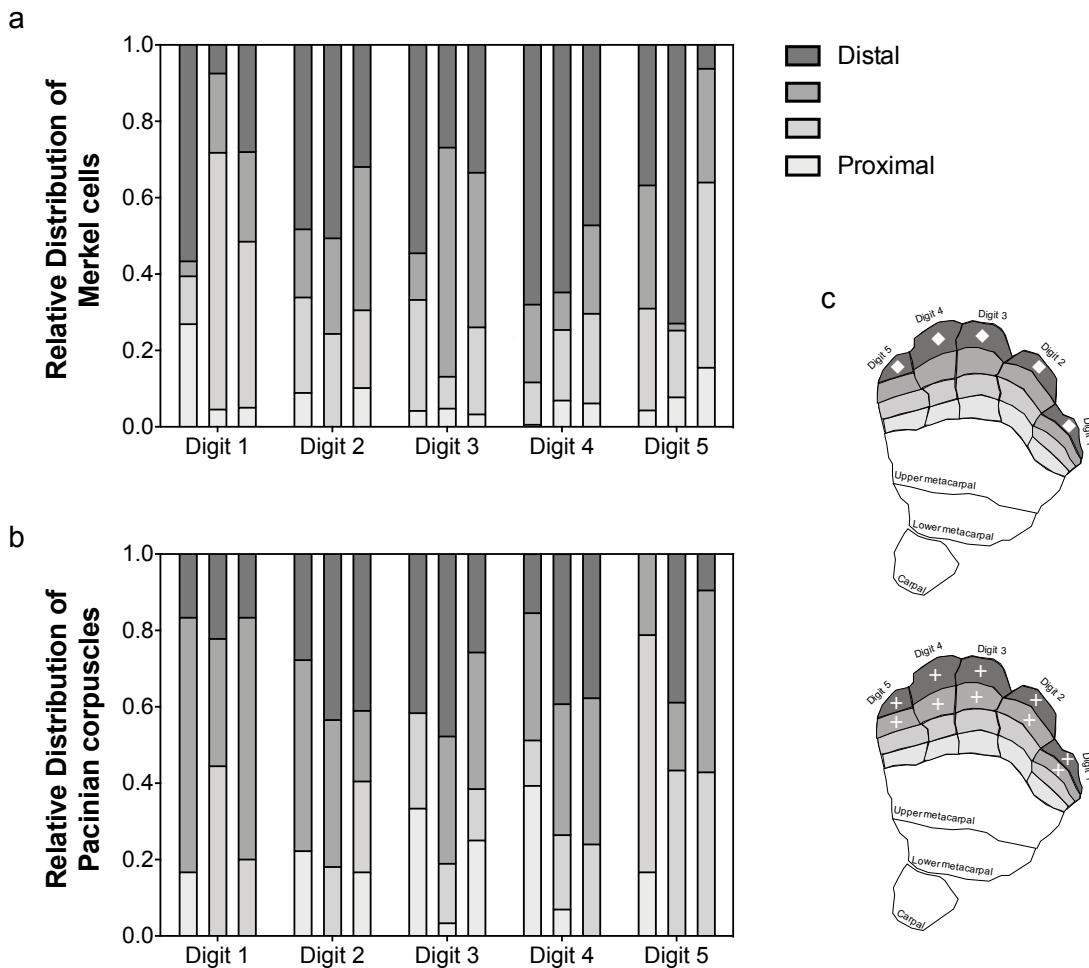 a
Relative Distribution of
Merkel cells
1.0
0.8
0.6
0.4
0.2
0.0
Digit 1
Digit 2
Digit 3
Digit 4
Digit 5
Distal
Proximal
b
Relative Distribution of
Pacinian corpuscles
1.0
0.8
0.6
0.4
0.2
0.0
Digit 1
Digit 2
Digit 3
Digit 4
Digit 5
c
Digit 5
Digit 4
Digit 3
Digit 2
Upper metacarpal
Lower metacarpal
Carpal
Digit 5
Digit 4
Digit 3
Digit 2
Upper metacarpal
Lower metacarpal
Carpal